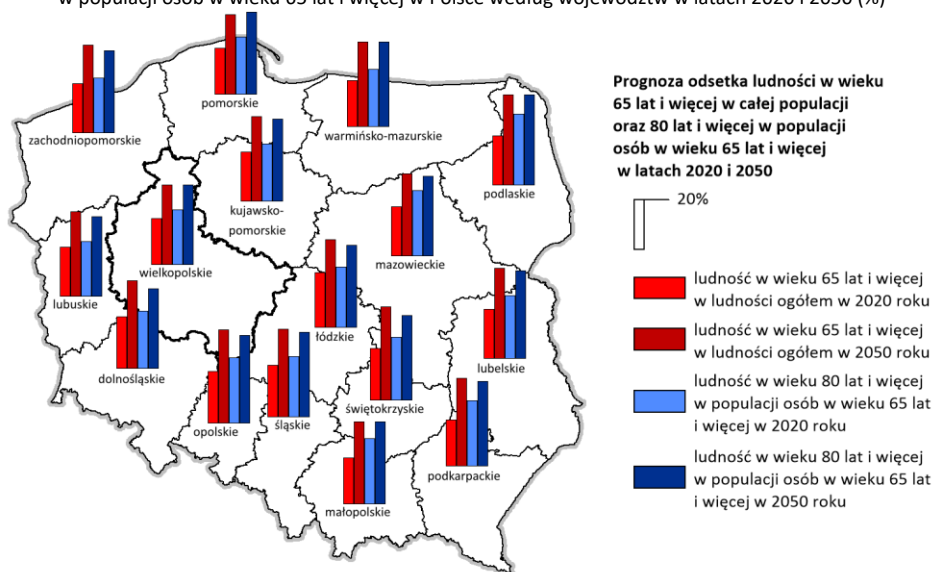 w populacji osób w wieku 65 lat i więcej w Polsce według województw w latach 2020 i 2050 (%)
zachodniopomorskie
pomorskie
warmińsko-mazurskie
podlaskie
kujawsko-
pomorskie
mazowieckie
wielkopolskie
lubuskie
łódzkie
lubelskie
dolnośląskie
opolskie
śląskie
świętokrzyskie
podkarpackie
małopolskie
Prognoza odsetka ludności w wieku
65 lat i więcej w całej populacji
oraz 80 lat i więcej w populacji
osób w wieku 65 lat i więcej
w latach 2020 i 2050
20%
ludność w wieku 65 lat i więcej
w ludności ogółem w 2020 roku
ludność w wieku 65 lat i więcej
w ludności ogółem w 2050 roku
ludność w wieku 80 lat i więcej
w populacji osób w wieku 65 lat
i więcej w 2020 roku
ludność w wieku 80 lat i więcej
w populacji osób w wieku 65 lat
i więcej w 2050 roku